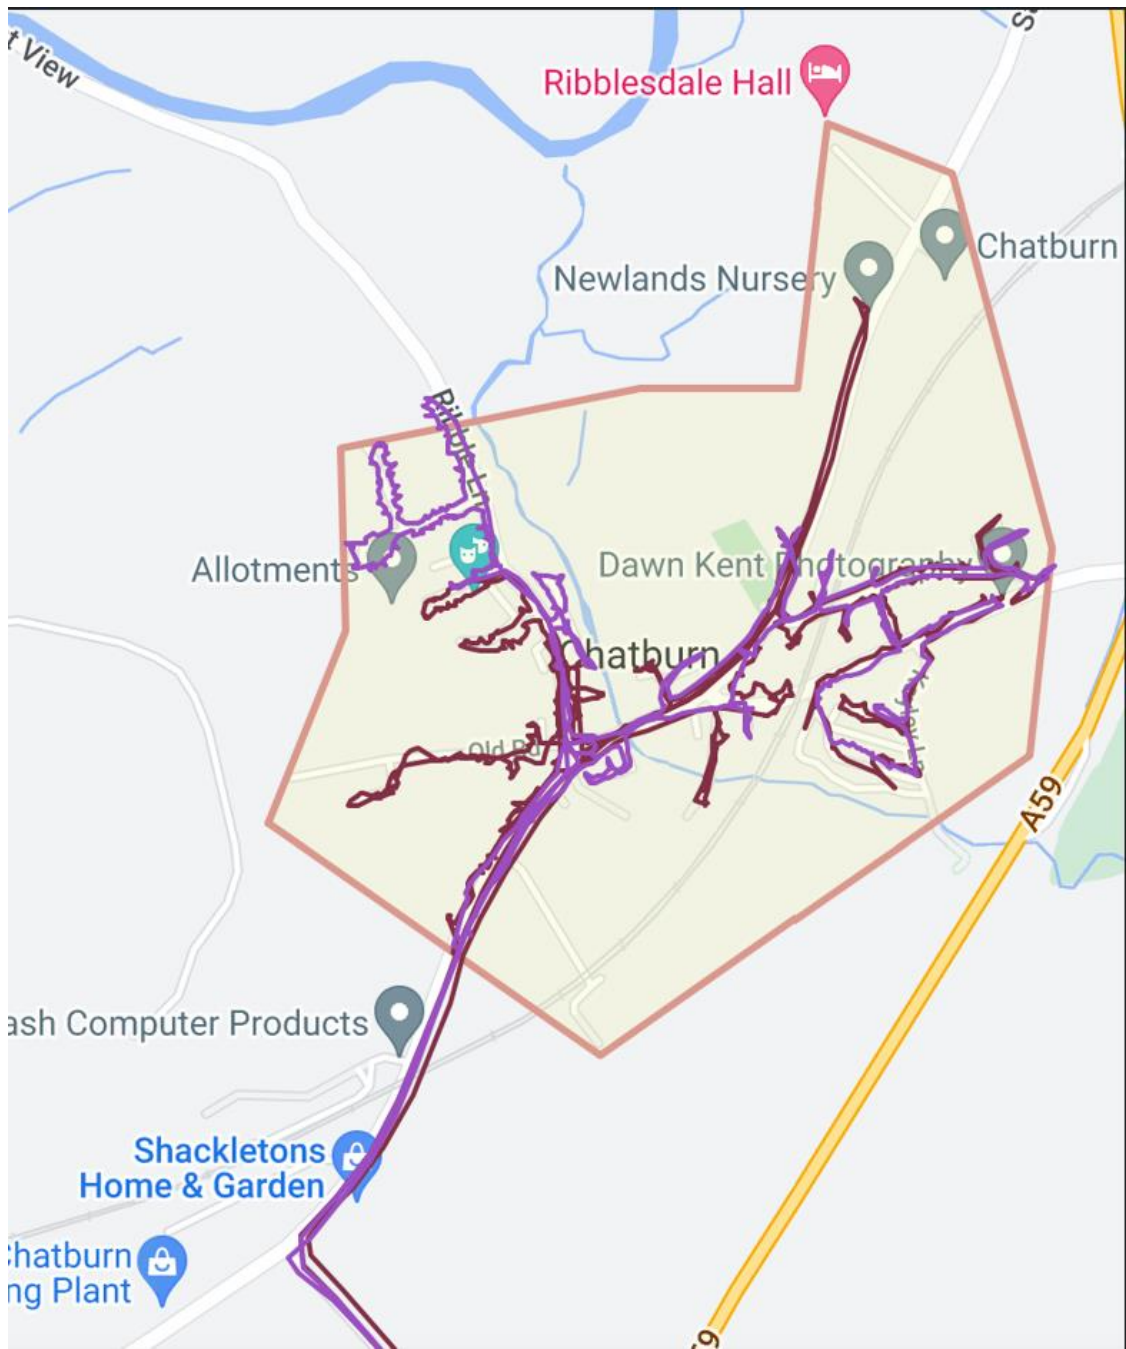 t View
Ribblesdale Hall
Chatburn
Newlands Nursery
Ribble Ln
Allotments
Dawn Kent Photography
Chatburn
Old Rd
A59
ash Computer Products
Shackletons
Home & Garden
Chatburn
ng Plant
59